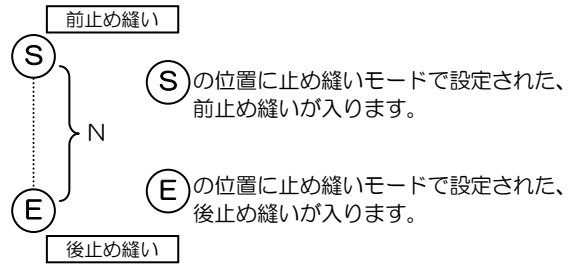 前止め縫い
S
Sの位置に止め縫いモードで設定された、
前止め縫いが入ります。
N
Eの位置に止め縫いモードで設定された、
後止め縫いが入ります。
E
後止め縫い